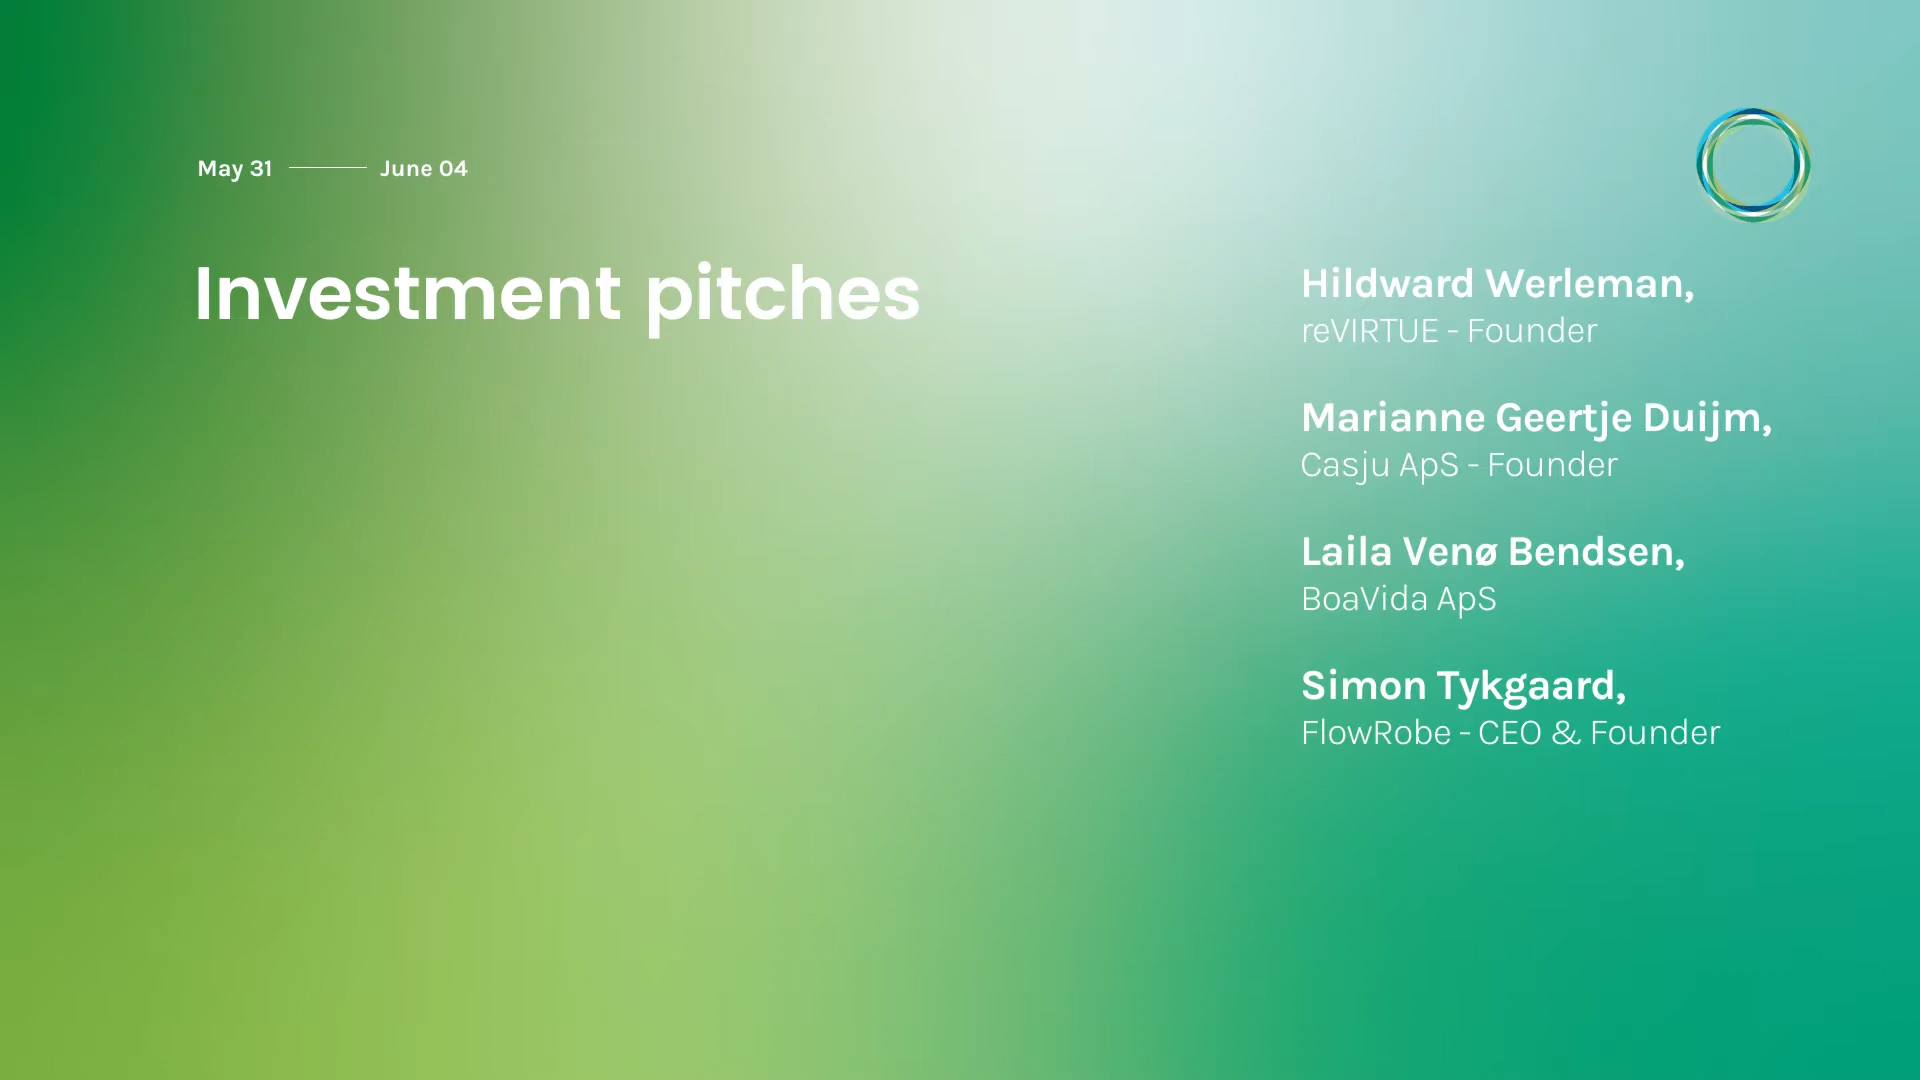 May 31 June 04
Investment pitches
Hildward Werleman,
reVIRTUE - Founder
Marianne Geertje Duijm,
Casju ApS - Founder
Laila Venø Bendsen,
BoaVida ApS
Simon Tykgaard,
FlowRobe - CEO & Founder